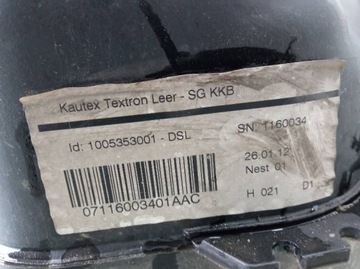 Kautex Textron Leer - SG KKB
Id: 1005353001 - DSL
SN: 1160034
26.01.12
Nest 01
07116003401AAC
H 021 D1